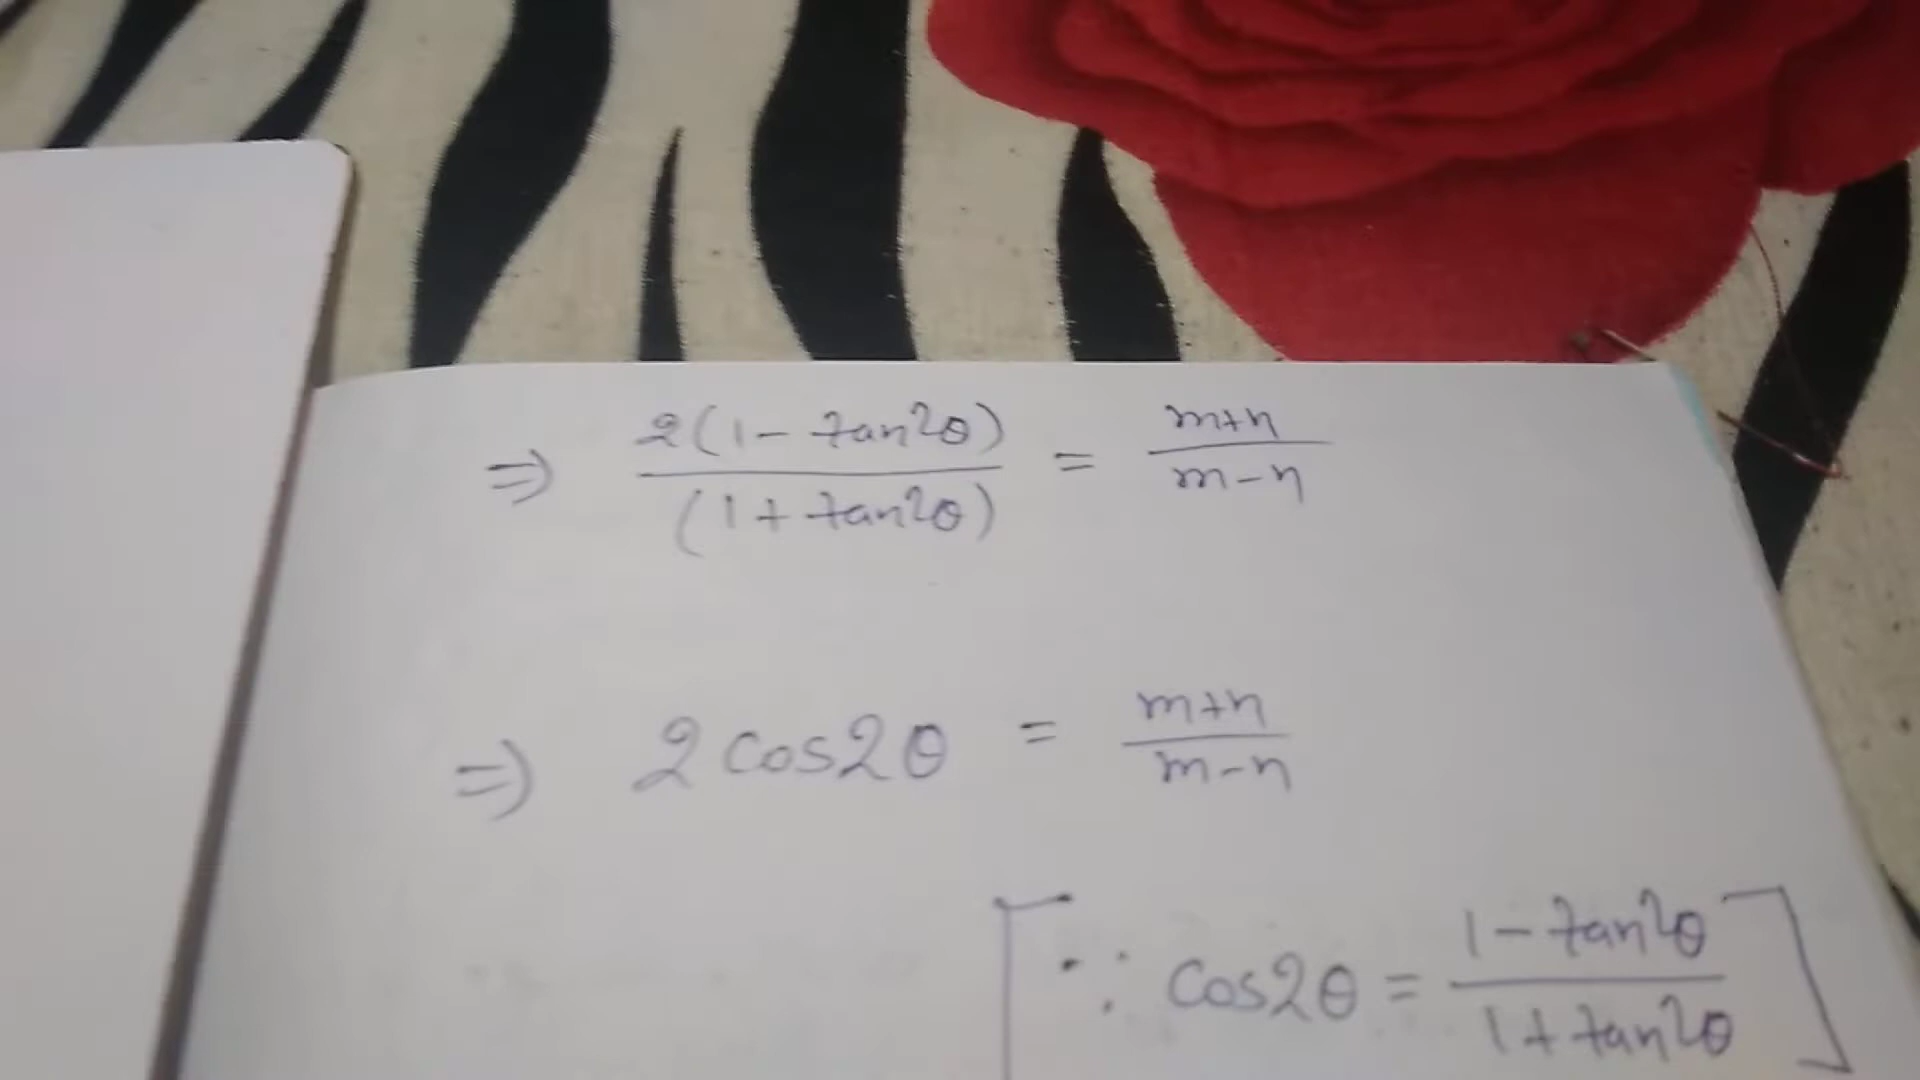 ⇒ 2(1 - tan²θ) / (1 + tan²θ) = m+n / m-n
⇒ 2 cos2θ = m+n / m-n
[∵ cos2θ = 1 - tan²θ / 1 + tan²θ]